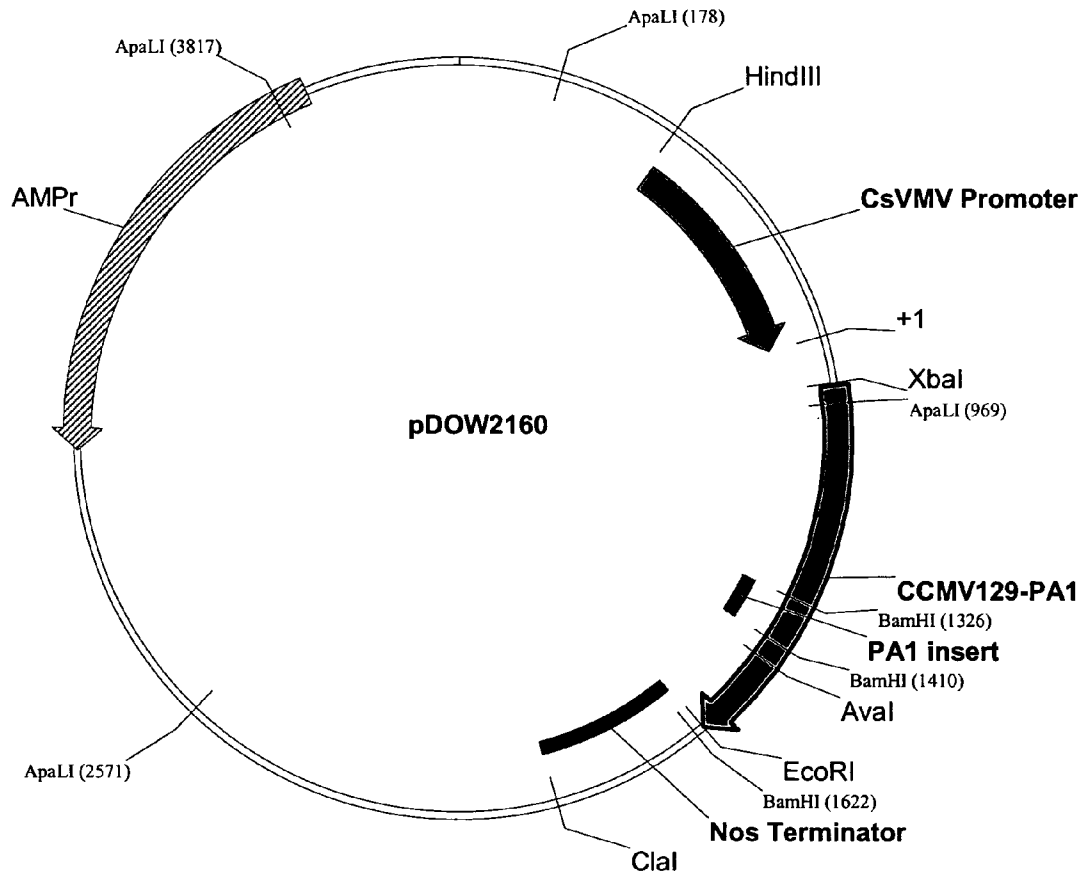 ApaLI (178)
ApaLI (3817)
HindIII
AMPr
CsVMV Promoter
+1
XbaI
ApaLI (969)
pDOW2160
CCMV129-PA1
BamHI (1326)
PA1 insert
BamHI (1410)
AvaI
ApaLI (2571)
EcoRI
BamHI (1622)
Nos Terminator
ClaI